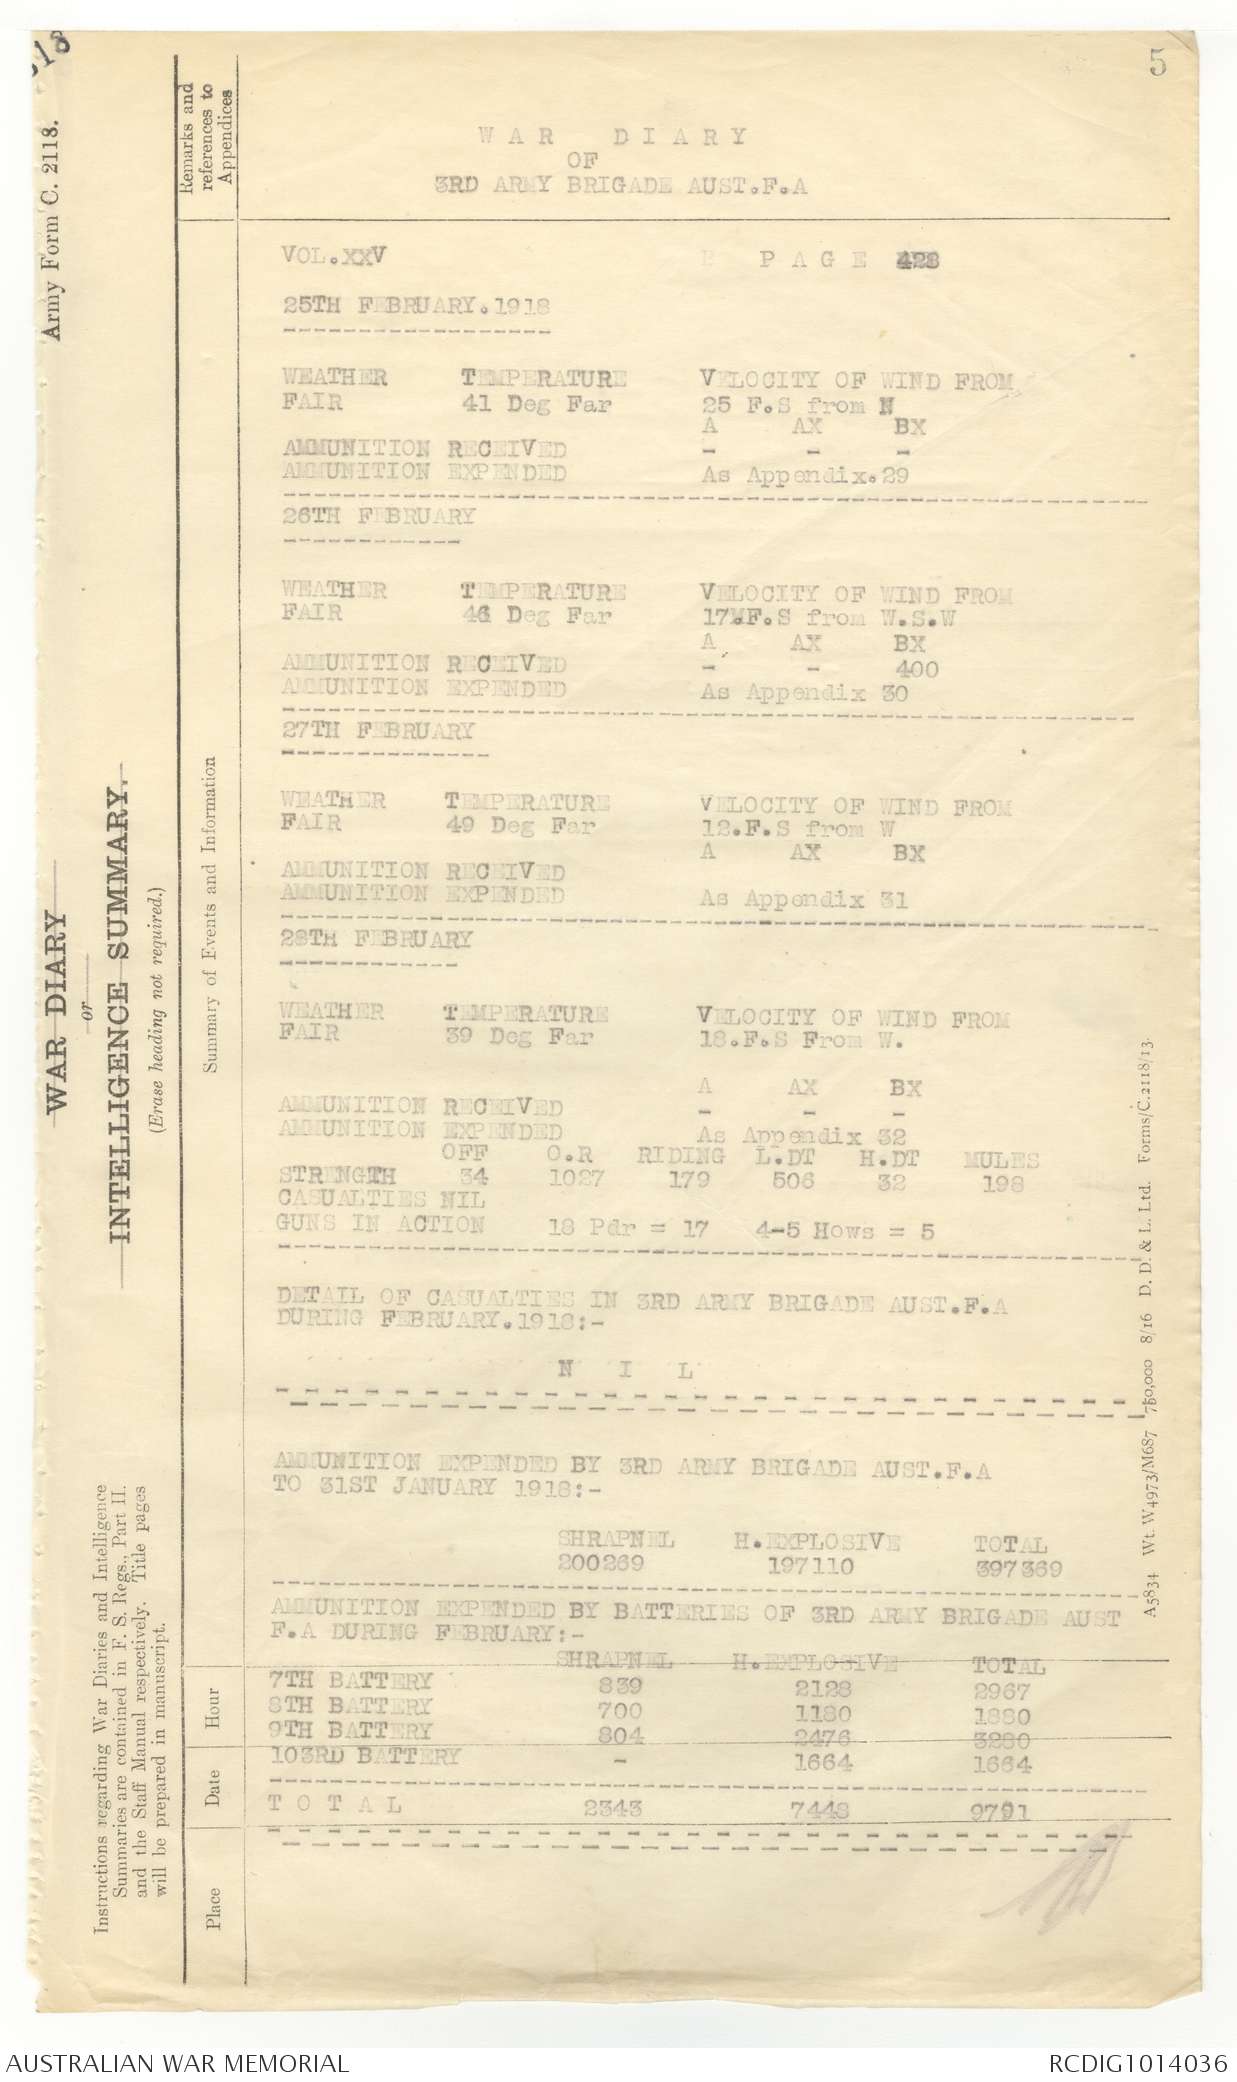 5
Army Form C. 2118.
WAR DIARY
or
INTELLIGENCE SUMMARY.
(Erase heading not required.)
Instructions regarding War Diaries and Intelligence
Summaries are contained in F. S. Regs., Part II.
and the Staff Manual respectively. Title pages
will be prepared in manuscript.
Place
Date
Hour
Summary of Events and Information
Remarks and
references to
Appendices
WAR DIARY
OF
3RD ARMY BRIGADE AUST.F.A
VOL.XXV PAGE 428
25TH FEBRUARY.1918
WEATHER TEMPERATURE VELOCITY OF WIND FROM
FAIR 41 Deg Far 25 F.S from N
A AX BX
AMMUNITION RECEIVED - - -
AMMUNITION EXPENDED As Appendix.29
26TH FEBRUARY
WEATHER TEMPERATURE VELOCITY OF WIND FROM
FAIR 46 Deg Far 17.F.S from W.S.W
A AX BX
AMMUNITION RECEIVED - - 400
AMMUNITION EXPENDED As Appendix 30
27TH FEBRUARY
WEATHER TEMPERATURE VELOCITY OF WIND FROM
FAIR 49 Deg Far 12.F.S from W
A AX BX
AMMUNITION RECEIVED
AMMUNITION EXPENDED As Appendix 31
28TH FEBRUARY
WEATHER TEMPERATURE VELOCITY OF WIND FROM
FAIR 39 Deg Far 18.F.S From W.
A AX BX
AMMUNITION RECEIVED - - -
AMMUNITION EXPENDED As Appendix 32
OFF O.R RIDING L.DT H.DT MULES
STRENGTH 34 1027 179 506 32 198
CASUALTIES NIL
GUNS IN ACTION 18 Pdr = 17 4-5 Hows = 5
DETAIL OF CASUALTIES IN 3RD ARMY BRIGADE AUST.F.A
DURING FEBRUARY.1918:-
N I L
AMMUNITION EXPENDED BY 3RD ARMY BRIGADE AUST.F.A
TO 31ST JANUARY 1918:-
SHRAPNEL H.EXPLOSIVE TOTAL
200269 197110 397369
AMMUNITION EXPENDED BY BATTERIES OF 3RD ARMY BRIGADE AUST
F.A DURING FEBRUARY:-
SHRAPNEL H.EMPLOSIVE TOTAL
7TH BATTERY 839 2128 2967
8TH BATTERY 700 1180 1880
9TH BATTERY 804 2476 3280
103RD BATTERY - 1664 1664
T O T A L 2343 7448 9791
A5834 Wt. W4973/M687 750,000 8/16 D. D. & L. Ltd. Forms/C.2118/13.
AUSTRALIAN WAR MEMORIAL
RCDIG1014036